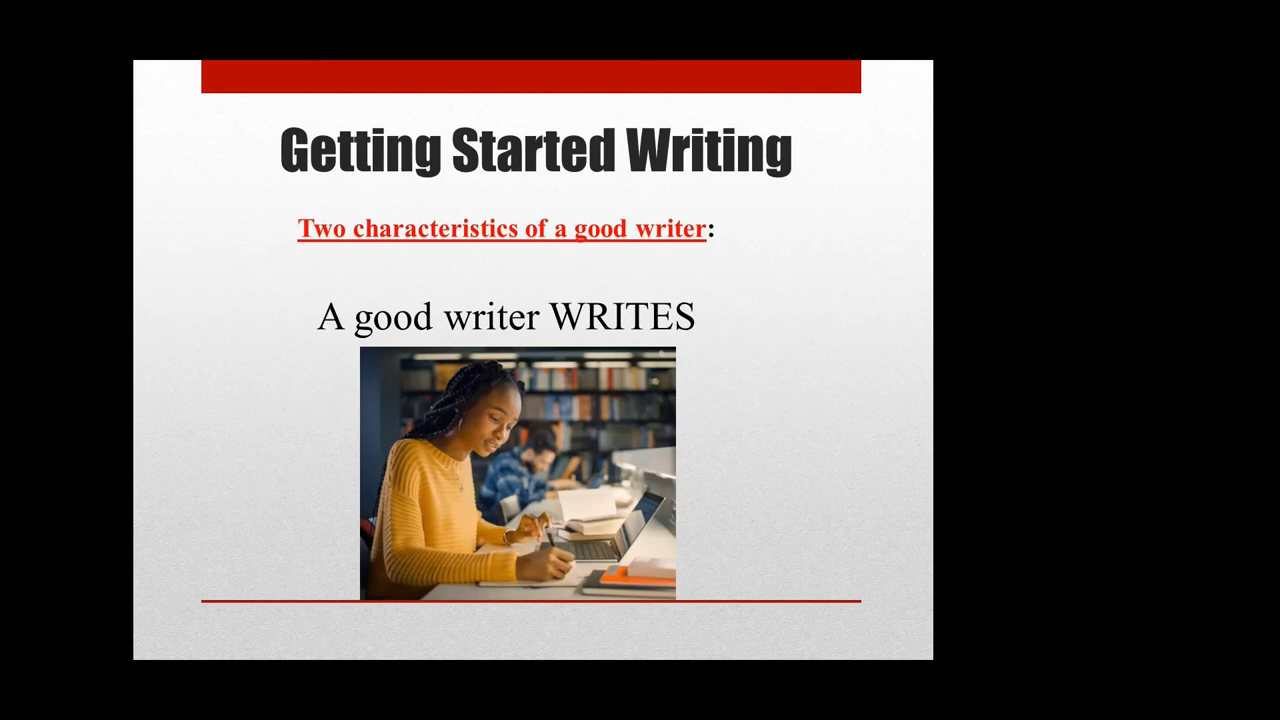 Getting Started Writing
Two characteristics of a good writer:
A good writer WRITES